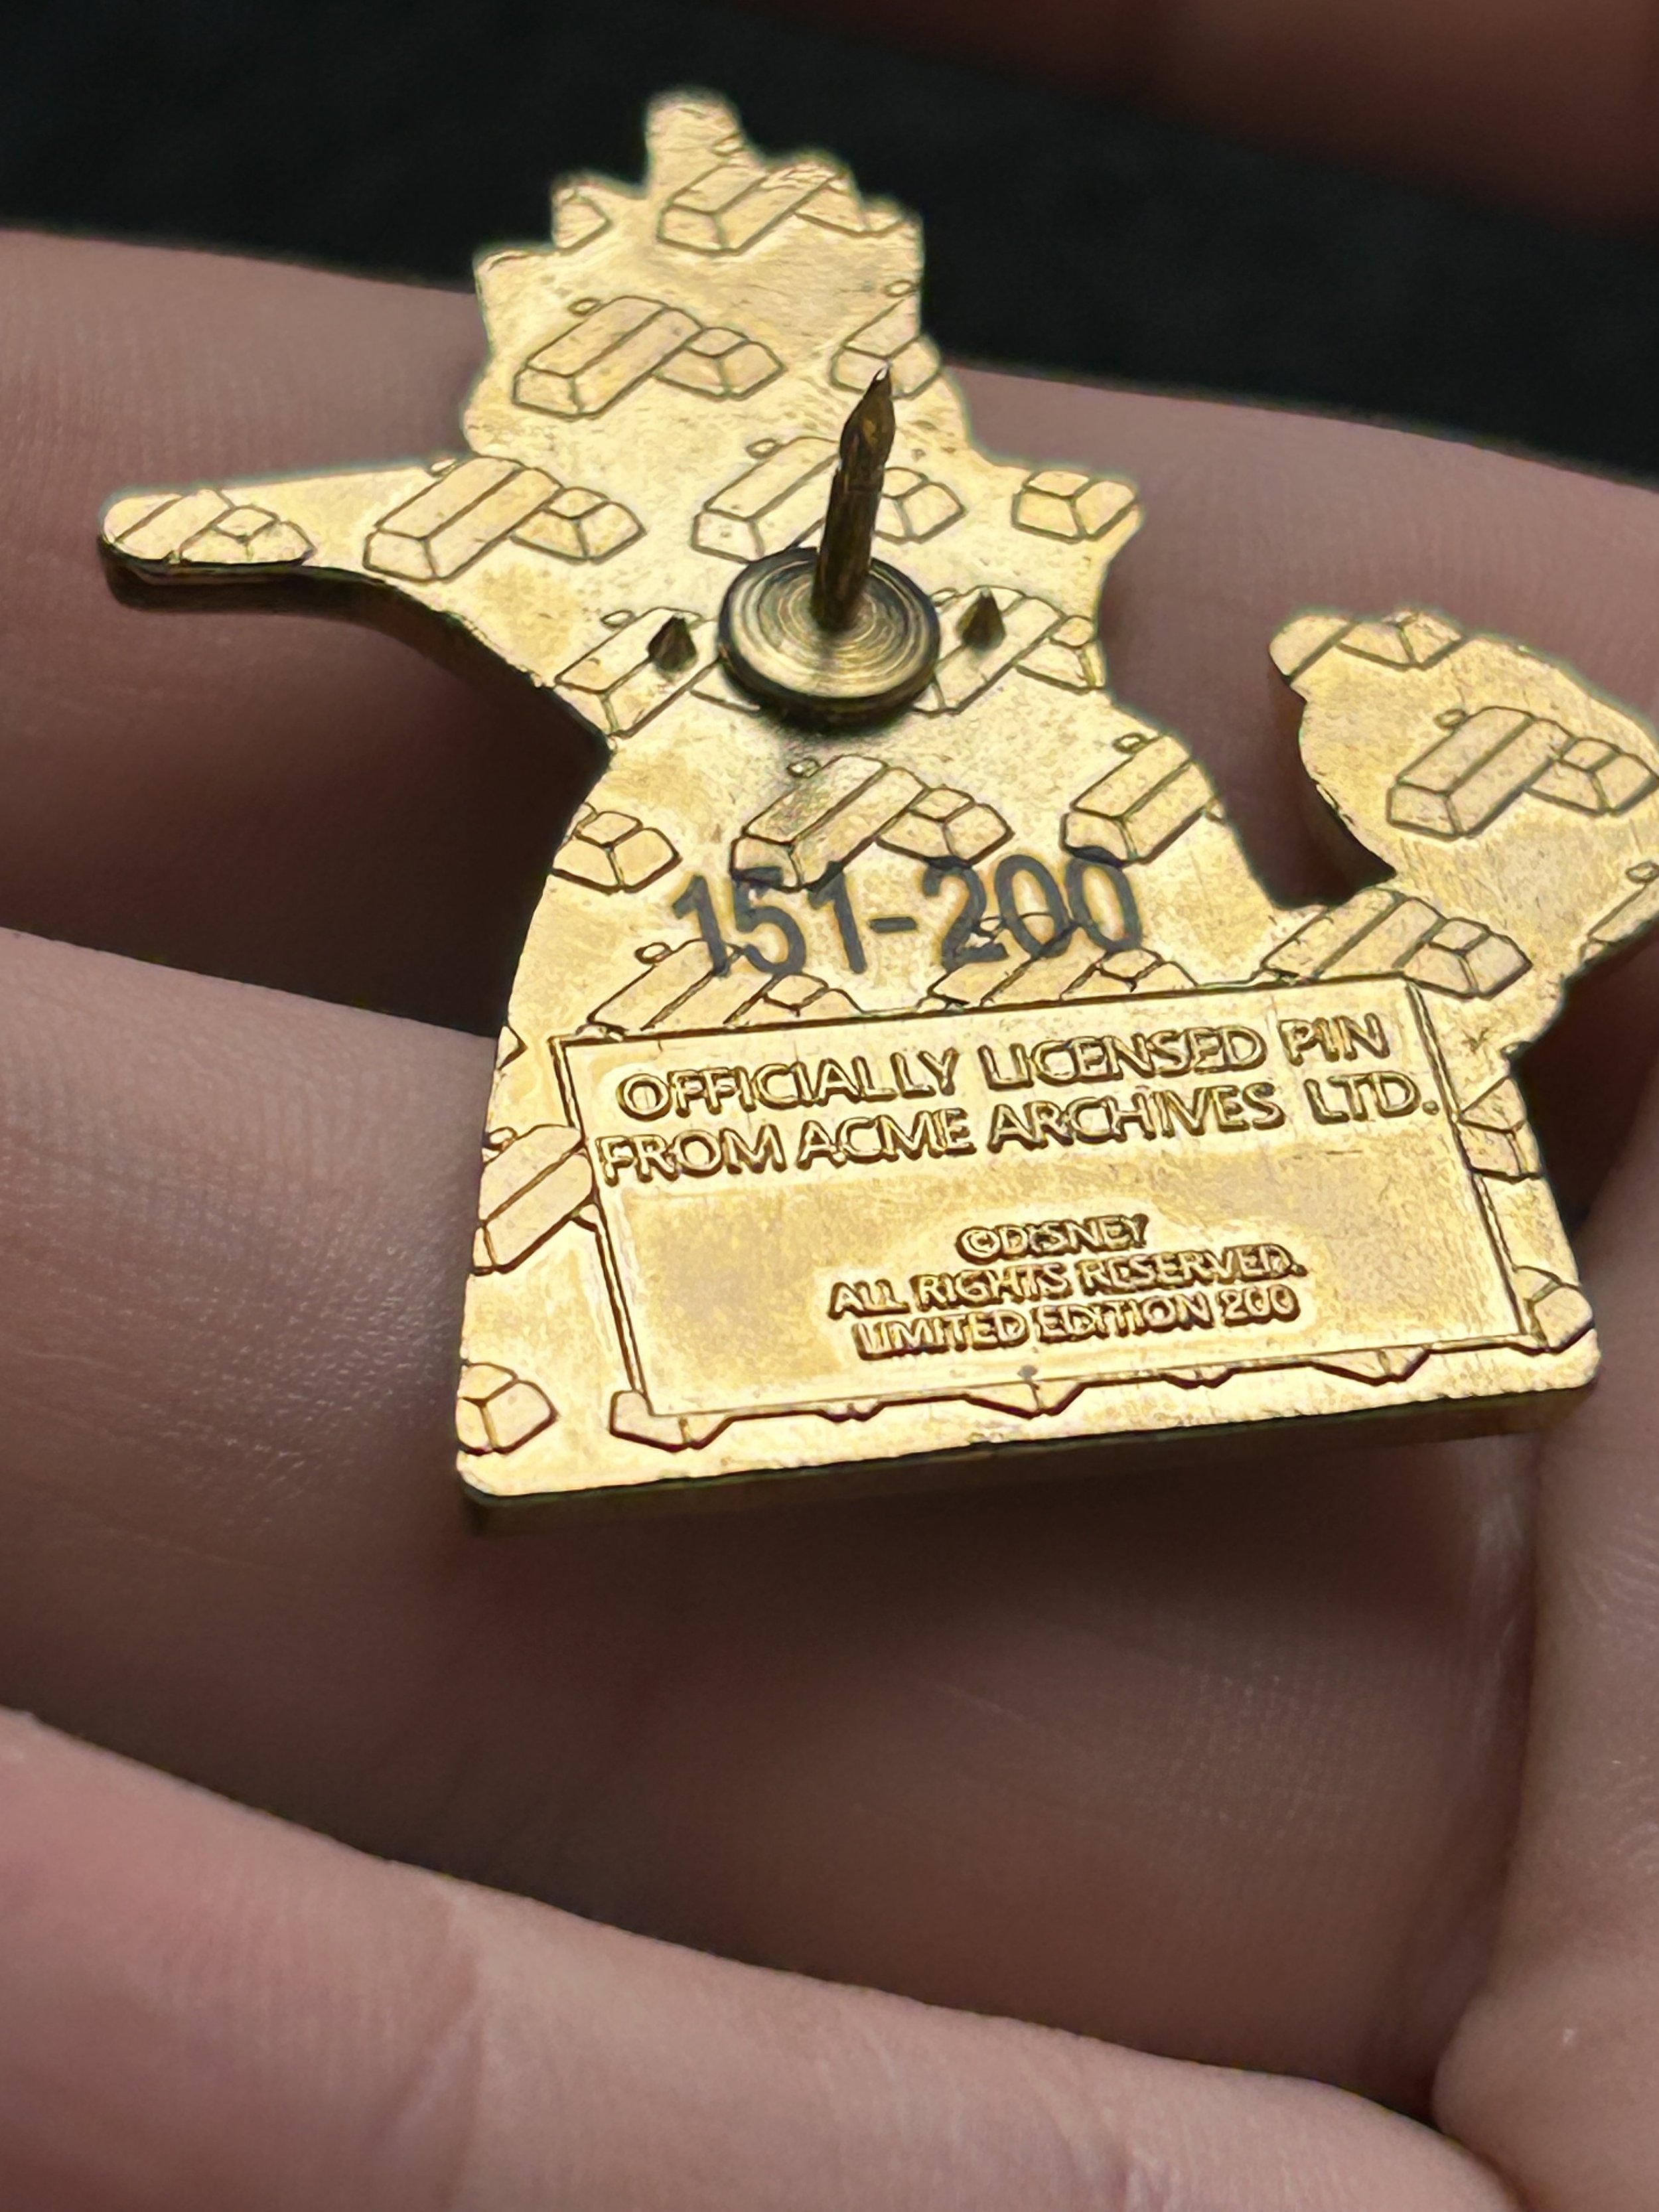 151-200
OFFICIALLY LICENSED PIN
FROM ACME ARCHIVES LTD.
©DISNEY
ALL RIGHTS RESERVED.
LIMITED EDITION 200